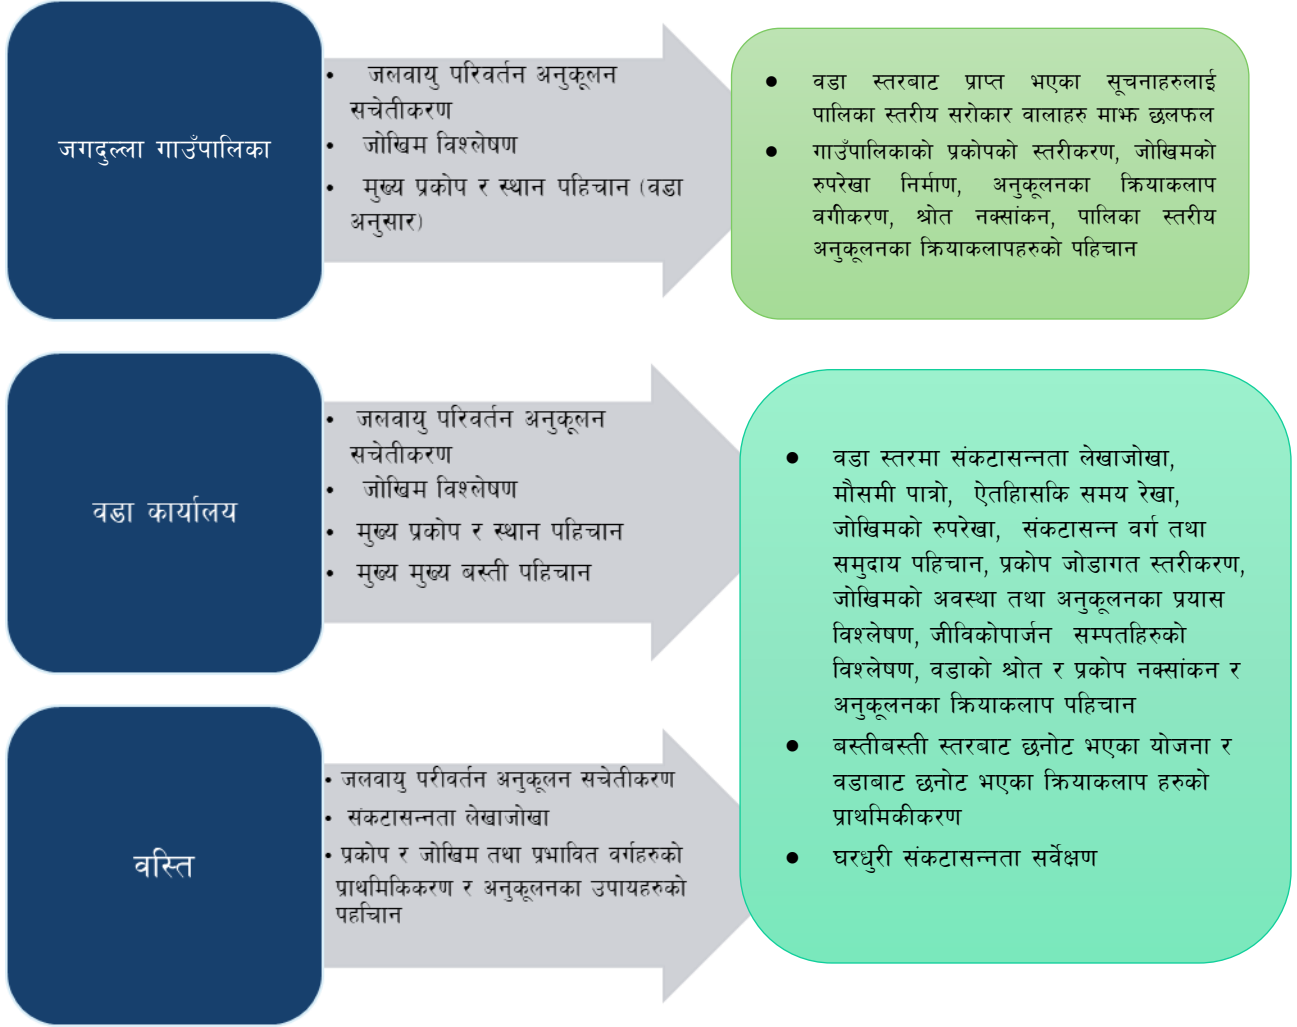 जगदुल्ला गाउँपालिका
• जलवायु परिवर्तन अनुकूलन
सचेतीकरण
• जोखिम विश्लेषण
• मुख्य प्रकोप र स्थान पहिचान (वडा
अनुसार)
● वडा स्तरबाट प्राप्त भएका सूचनाहरुलाई
पालिका स्तरीय सरोकार वालाहरु माझ छलफल
● गाउँपालिकाको प्रकोपको स्तरीकरण, जोखिमको
रुपरेखा निर्माण, अनुकूलनका क्रियाकलाप
वगीकरण, श्रोत नक्सांकन, पालिका स्तरीय
अनुकूलनका क्रियाकलापहरुको पहिचान
वडा कार्यालय
• जलवायु परिवर्तन अनुकूलन
सचेतीकरण
• जोखिम विश्लेषण
• मुख्य प्रकोप र स्थान पहिचान
• मुख्य मुख्य बस्ती पहिचान
वस्ति
• जलवायु परीवर्तन अनुकूलन सचेतीकरण
• संकटासन्नता लेखाजोखा
• प्रकोप र जोखिम तथा प्रभावित वर्गहरुको
प्राथमिकिकरण र अनुकूलनका उपायहरुको
पहचिान
● वडा स्तरमा संकटासन्नता लेखाजोखा,
मौसमी पात्रो, ऐतहिासकि समय रेखा,
जोखिमको रुपरेखा, संकटासन्न वर्ग तथा
समुदाय पहिचान, प्रकोप जोडागत स्तरीकरण,
जोखिमको अवस्था तथा अनुकूलनका प्रयास
विश्लेषण, जीविकोपार्जन सम्पतहिरुको
विश्लेषण, वडाको श्रोत र प्रकोप नक्सांकन र
अनुकूलनका क्रियाकलाप पहिचान
● बस्तीबस्ती स्तरबाट छनोट भएका योजना र
वडाबाट छनोट भएका क्रियाकलाप हरुको
प्राथमिकीकरण
● घरधुरी संकटासन्नता सर्वेक्षण